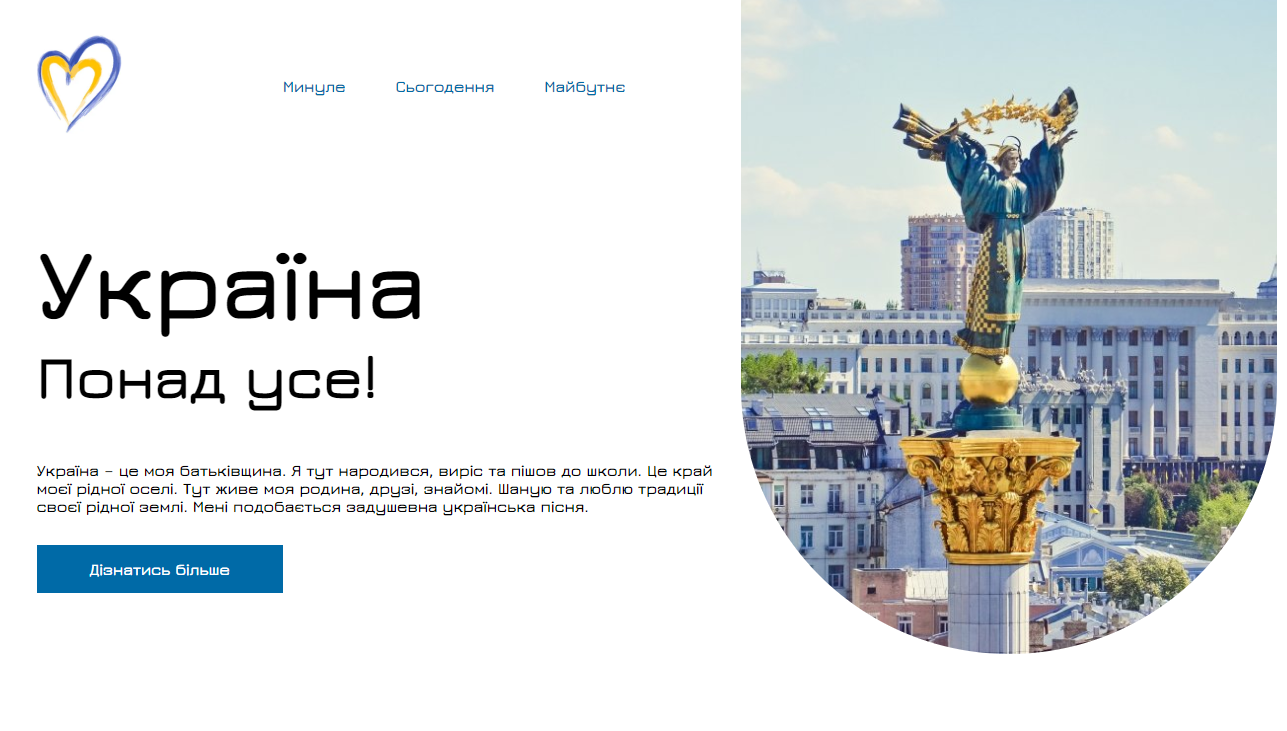 Минуле Сьогодення Майбутнє
Україна
Понад усе!
Україна – це моя батьківщина. Я тут народився, виріс та пішов до школи. Це край
моєї рідної оселі. Тут живе моя родина, друзі, знайомі. Шаную та люблю традиції
своєї рідної землі. Мені подобається задушевна українська пісня.
Дізнатись більше